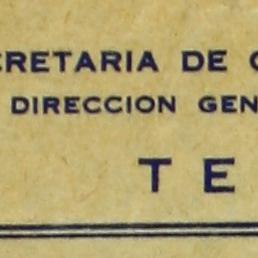 CRETARIA DE C
DIRECCION GEN
T E